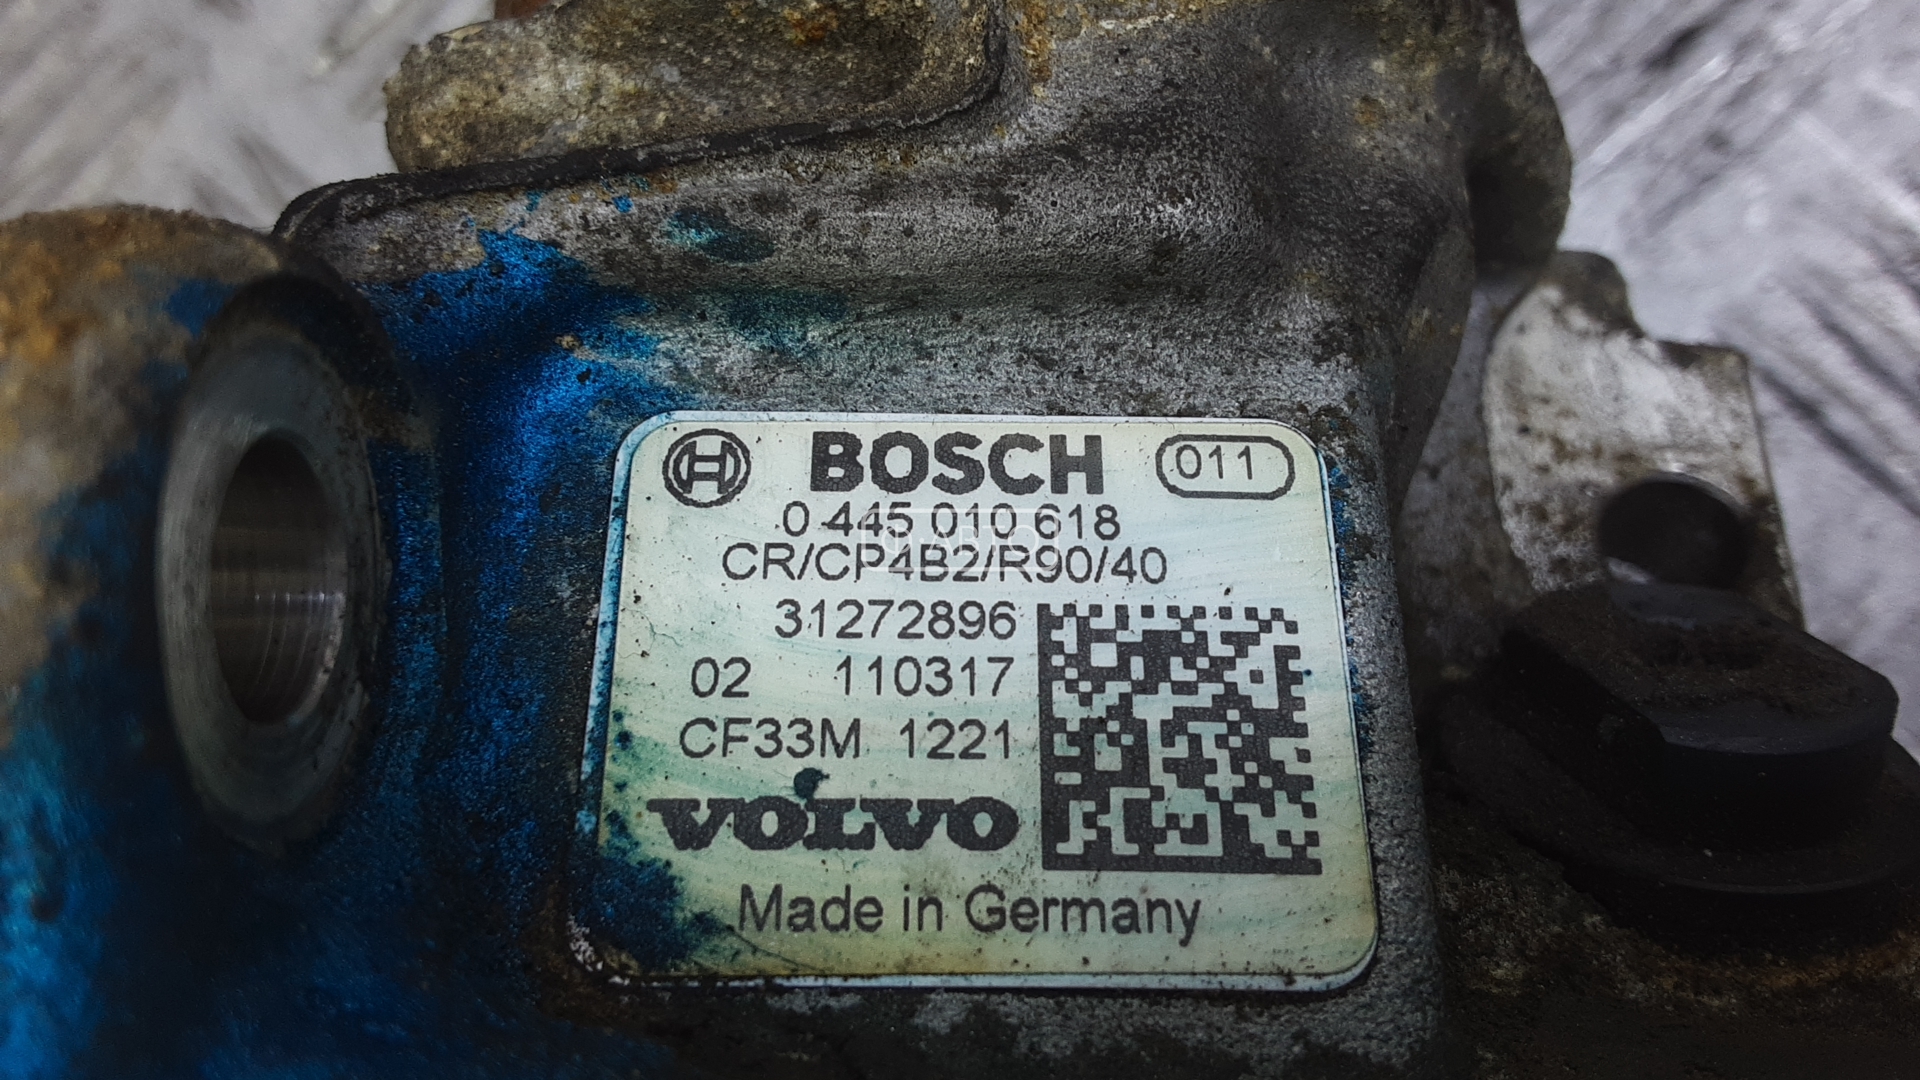 BOSCH 011
0 445 010 618
CR/CP4B2/R90/40
31272896
02 110317
CF33M 1221
VOLVO
Made in Germany